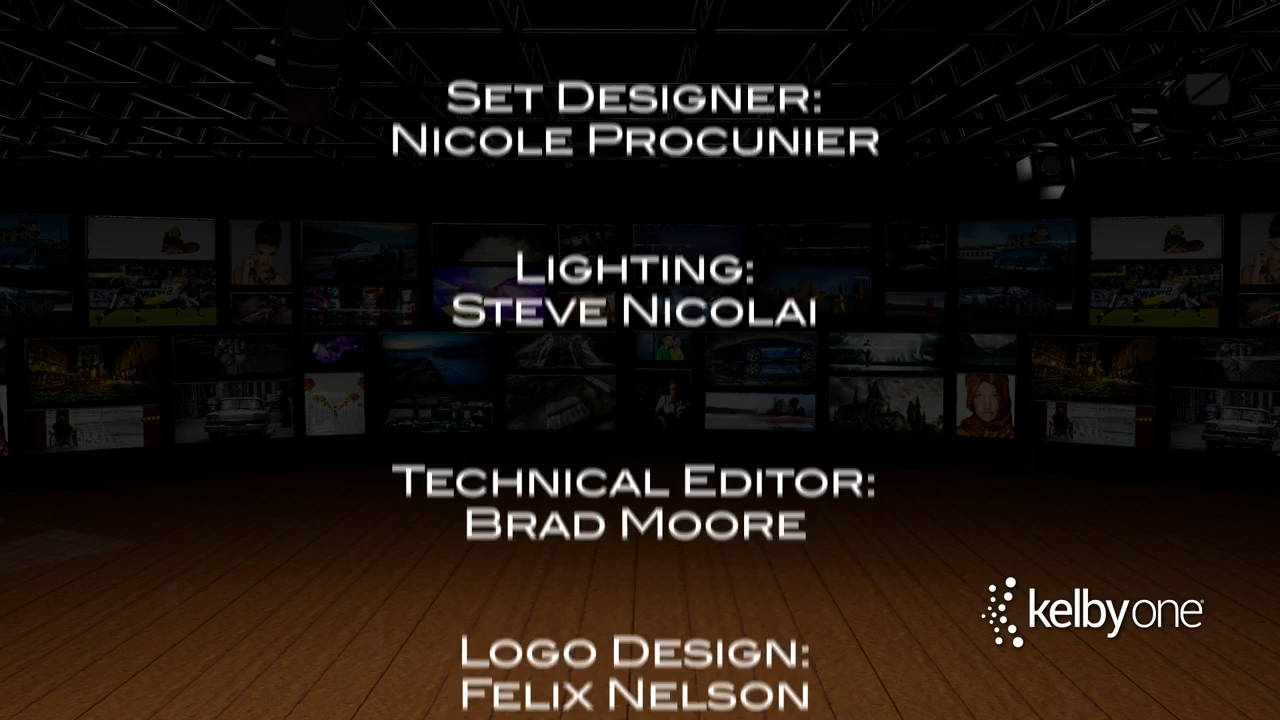 Set Designer:
Nicole Procunier
Lighting:
Steve Nicolai
Technical Editor:
Brad Moore
kelbyone
Logo Design:
Felix Nelson